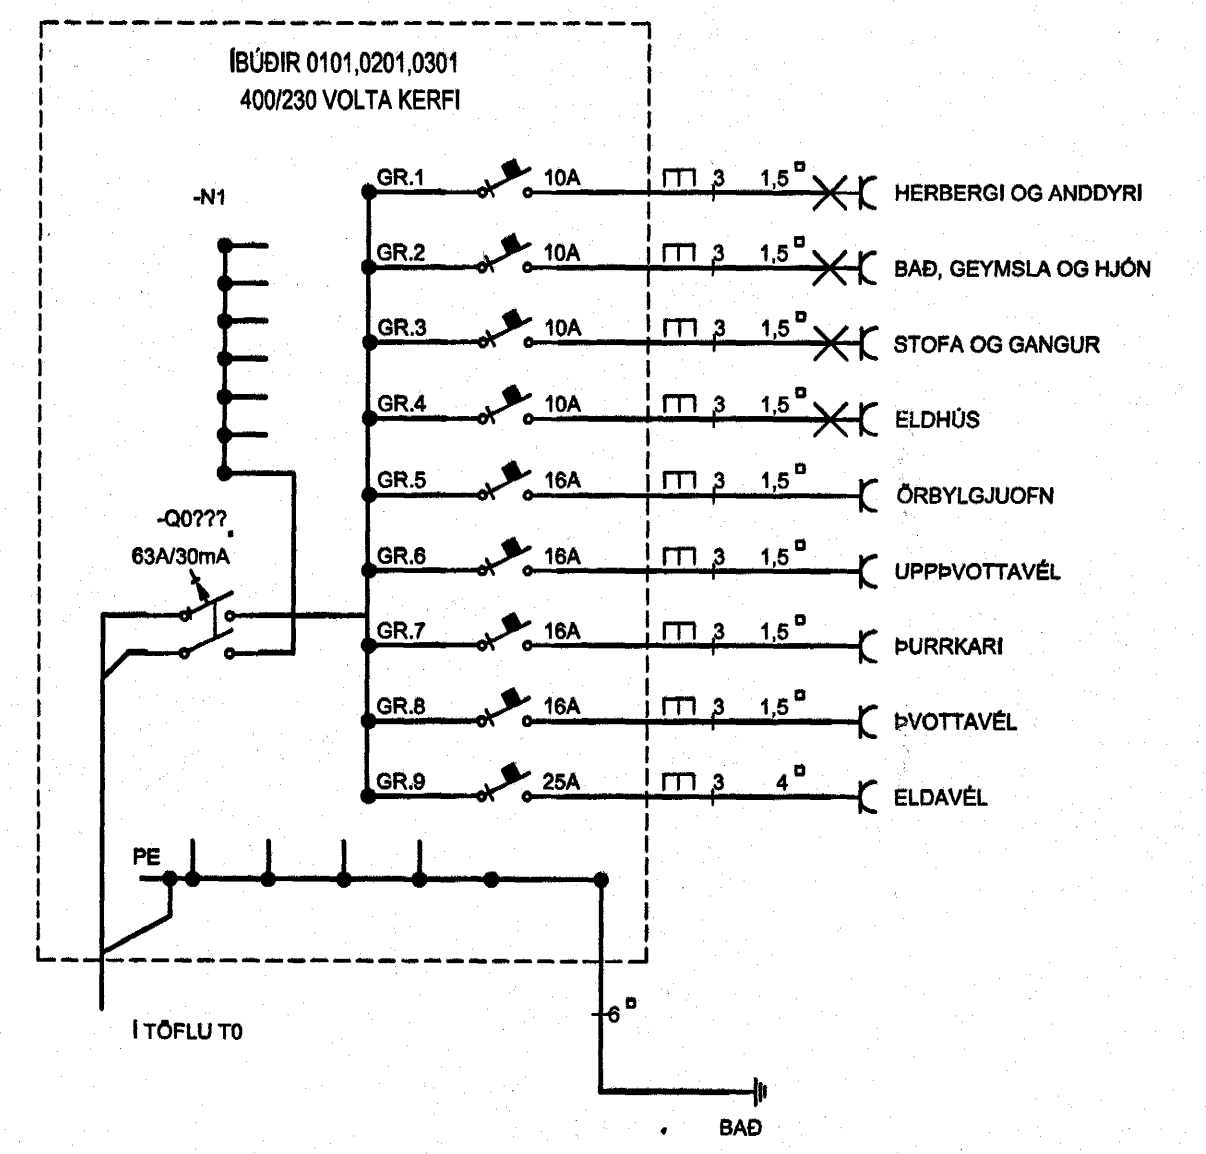 ÍBÚÐIR 0101,0201,0301
400/230 VOLTA KERFI
GR.1 10A 3 1,5 HERBERGI OG ANDDYRI
-N1
GR.2 10A 3 1,5 BAÐ, GEYMSLA OG HJÓN
GR.3 10A 3 1,5 STOFA OG GANGUR
GR.4 10A 3 1,5 ELDHÚS
GR.5 16A 3 1,5 ÖRBYLGJUOFN
-Q0???
63A/30mA
GR.6 16A 3 1,5 UPPÞVOTTAVÉL
GR.7 16A 3 1,5 ÞURRKARI
GR.8 16A 3 1,5 ÞVOTTAVÉL
GR.9 25A 3 4 ELDAVÉL
PE
6
Í TÖFLU T0
BAÐ